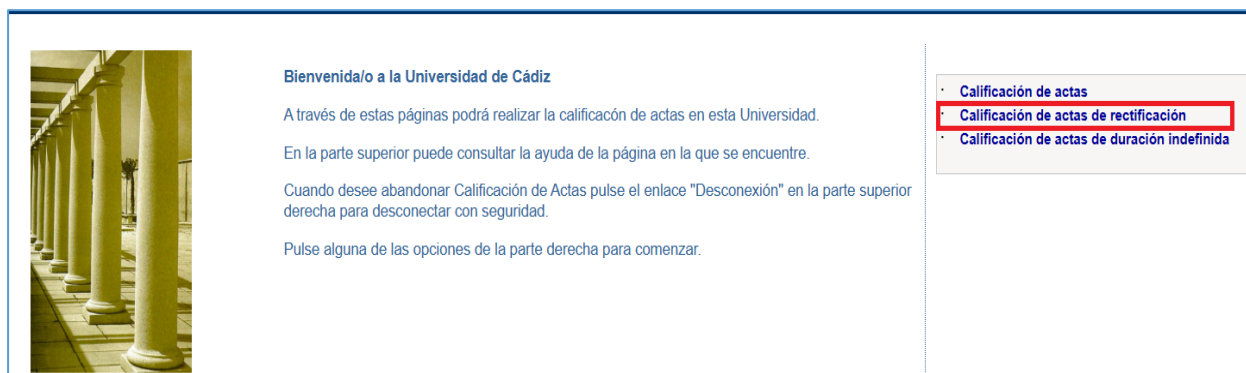 Bienvenida/o a la Universidad de Cádiz
A través de estas páginas podrá realizar la calificacón de actas en esta Universidad.
En la parte superior puede consultar la ayuda de la página en la que se encuentre.
Cuando desee abandonar Calificación de Actas pulse el enlace "Desconexión" en la parte superior
derecha para desconectar con seguridad.
Pulse alguna de las opciones de la parte derecha para comenzar.
· Calificación de actas
· Calificación de actas de rectificación
· Calificación de actas de duración indefinida